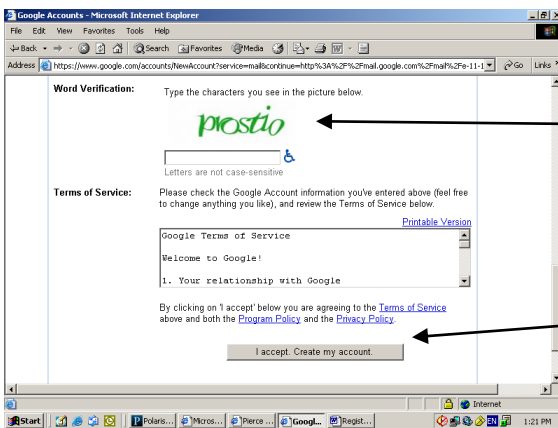 Google Accounts - Microsoft Internet Explorer
File Edit View Favorites Tools Help
Back Search Favorites Media
Address https://www.google.com/accounts/NewAccount?service=mail&continue=http%3A%2F%2Fmail.google.com%2Fmail%2Fe-11-1 Go Links
Word Verification: Type the characters you see in the picture below.
prostio
Letters are not case-sensitive
Terms of Service: Please check the Google Account information you've entered above (feel free
to change anything you like), and review the Terms of Service below.
Printable Version
Google Terms of Service
Welcome to Google!
1. Your relationship with Google
By clicking on 'I accept' below you are agreeing to the Terms of Service
above and both the Program Policy and the Privacy Policy.
I accept. Create my account.
Internet
Start Polaris... Micros... Pierce ... Googl... Regist... EN 1:21 PM